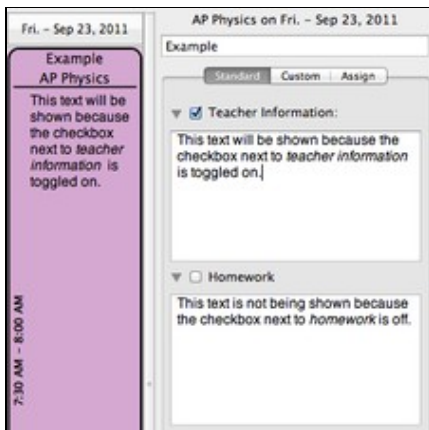 Fri. – Sep 23, 2011
Example
AP Physics
This text will be
shown because
the checkbox
next to teacher
information is
toggled on.
7:30 AM – 8:00 AM
AP Physics on Fri. – Sep 23, 2011
Example
Standard Custom Assign
Teacher Information:
This text will be shown because the
checkbox next to teacher information
is toggled on.
Homework
This text is not being shown because
the checkbox next to homework is off.